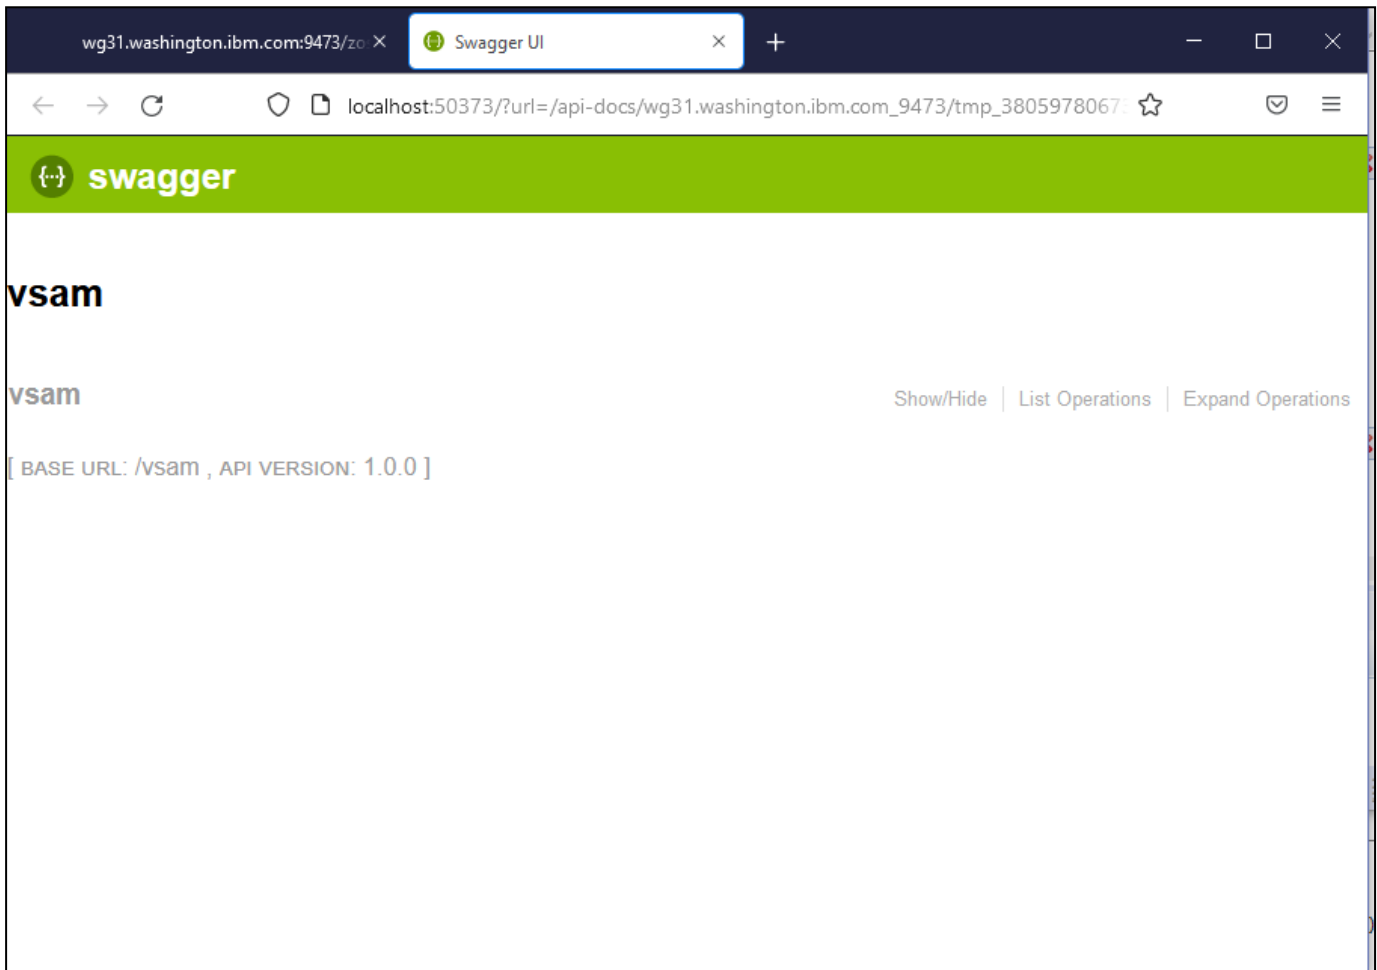 wg31.washington.ibm.com:9473/zo
Swagger UI
localhost:50373/?url=/api-docs/wg31.washington.ibm.com_9473/tmp_3805978067
swagger
vsam
vsam
Show/Hide List Operations Expand Operations
[ BASE URL: /vsam , API VERSION: 1.0.0 ]